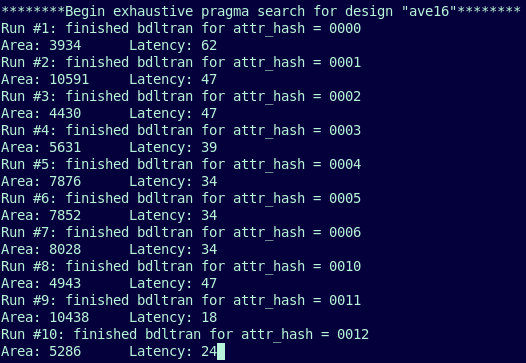 ********Begin exhaustive pragma search for design "ave16"********
Run #1: finished bdltran for attr_hash = 0000
Area: 3934      Latency: 62
Run #2: finished bdltran for attr_hash = 0001
Area: 10591     Latency: 47
Run #3: finished bdltran for attr_hash = 0002
Area: 4430      Latency: 47
Run #4: finished bdltran for attr_hash = 0003
Area: 5631      Latency: 39
Run #5: finished bdltran for attr_hash = 0004
Area: 7876      Latency: 34
Run #6: finished bdltran for attr_hash = 0005
Area: 7852      Latency: 34
Run #7: finished bdltran for attr_hash = 0006
Area: 8028      Latency: 34
Run #8: finished bdltran for attr_hash = 0010
Area: 4943      Latency: 47
Run #9: finished bdltran for attr_hash = 0011
Area: 10438     Latency: 18
Run #10: finished bdltran for attr_hash = 0012
Area: 5286      Latency: 24